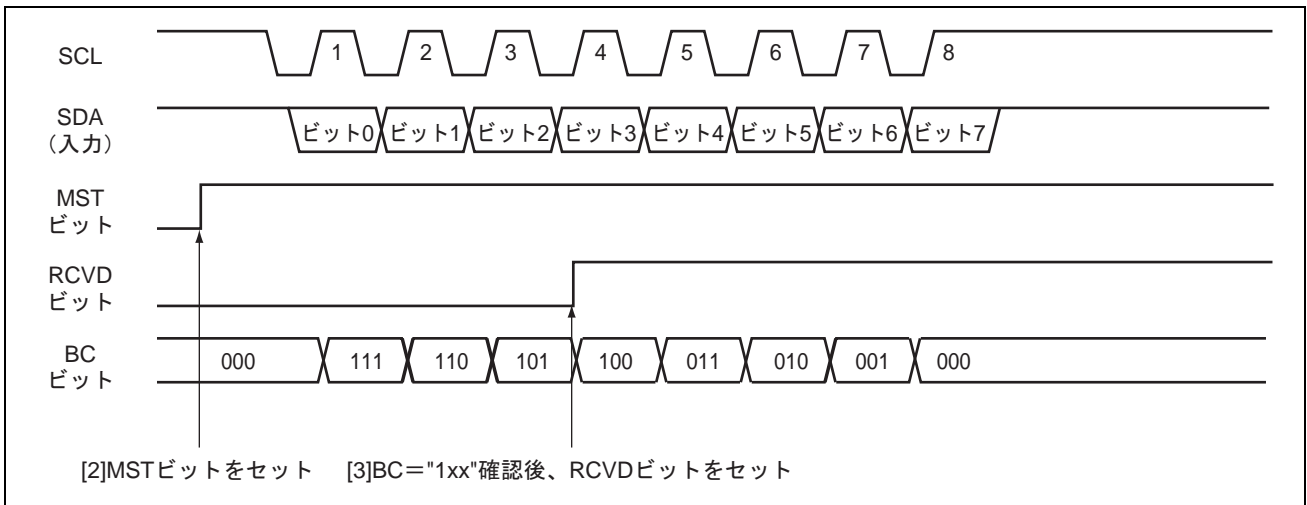 SCL
1 2 3 4 5 6 7 8
SDA
（入力）
ビット0 ビット1 ビット2 ビット3 ビット4 ビット5 ビット6 ビット7
MST
ビット
RCVD
ビット
BC
ビット
000 111 110 101 100 011 010 001 000
[2]MSTビットをセット [3]BC＝"1xx"確認後、RCVDビットをセット